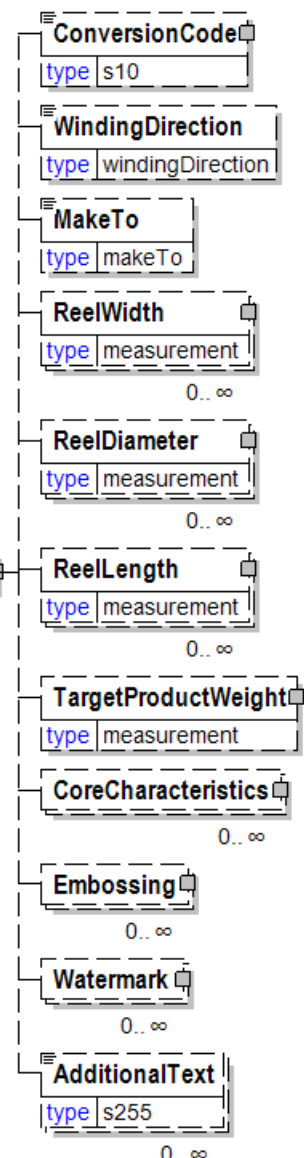 ConversionCode
type s10
WindingDirection
type windingDirection
MakeTo
type makeTo
ReelWidth
type measurement
0.. ∞
ReelDiameter
type measurement
0.. ∞
ReelLength
type measurement
0.. ∞
TargetProductWeight
type measurement
CoreCharacteristics
0.. ∞
Embossing
0.. ∞
Watermark
0.. ∞
AdditionalText
type s255
0.. ∞